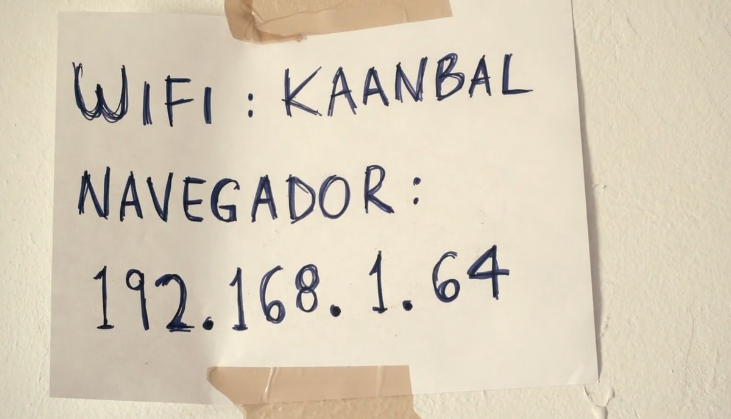 WIFI : KAANBAL
NAVEGADOR:
192.168.1.64